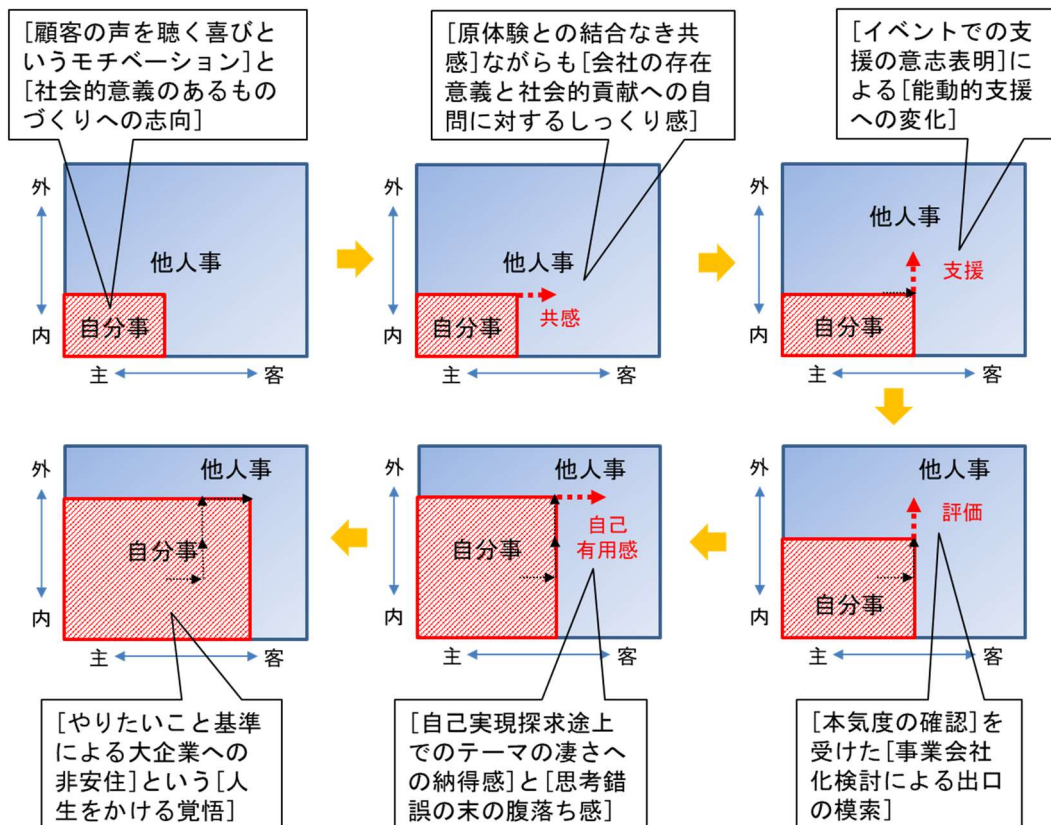 [顧客の声を聴く喜びと
いうモチベーション]と
[社会的意義のあるもの
づくりへの志向]
外
内
他人事
自分事
主
客
[原体験との結合なき共
感]ながらも[会社の存在
意義と社会的貢献への自
問に対するしっくり感]
外
内
他人事
共感
自分事
主
客
[イベントでの支
援の意志表明]に
よる[能動的支援
への変化]
外
内
他人事
支援
自分事
主
客
外
内
他人事
評価
自分事
主
客
[本気度の確認]を
受けた[事業会社
化検討による出口
の模索]
外
内
他人事
自己
有用感
自分事
主
客
[自己実現探求途上
でのテーマの凄さへ
の納得感]と[思考錯
誤の末の腹落ち感]
外
内
他人事
自分事
主
客
[やりたいこと基準
による大企業への
非安住]という[人
生をかける覚悟]